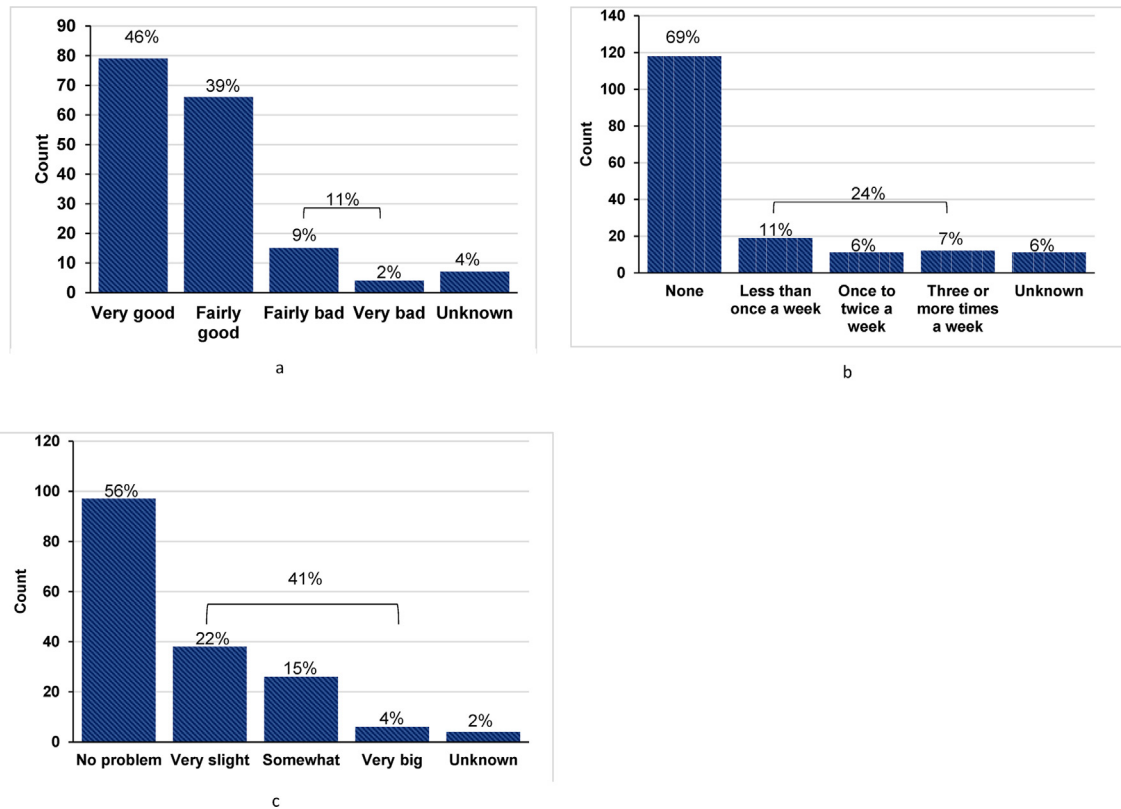 90
80
70
60
50
40
30
20
10
0
Count
46%
39%
11%
9%
2%
4%
Very good
Fairly
good
Fairly bad
Very bad
Unknown
a
140
120
100
80
60
40
20
0
Count
69%
24%
11%
6%
7%
6%
None
Less than
once a week
Once to
twice a
week
Three or
more times
a week
Unknown
b
120
100
80
60
40
20
0
Count
56%
41%
22%
15%
4%
2%
No problem
Very slight
Somewhat
Very big
Unknown
c